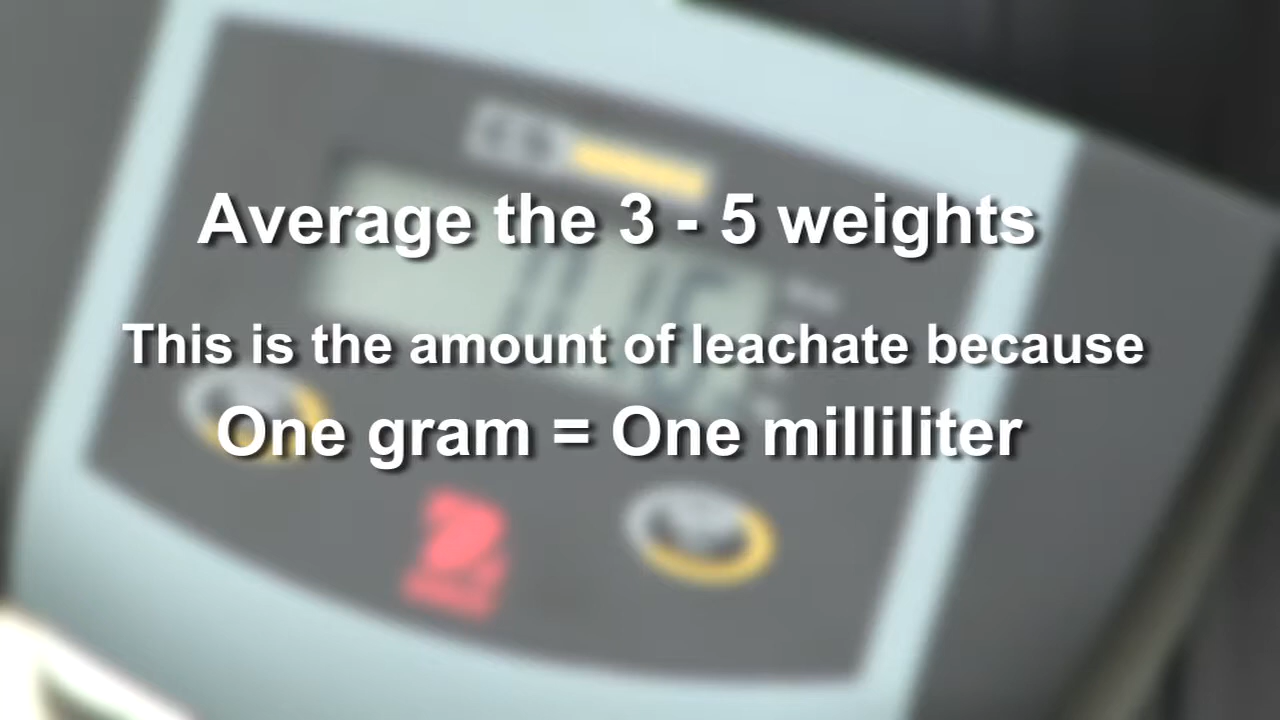 Average the 3 - 5 weights
This is the amount of leachate because
One gram = One milliliter